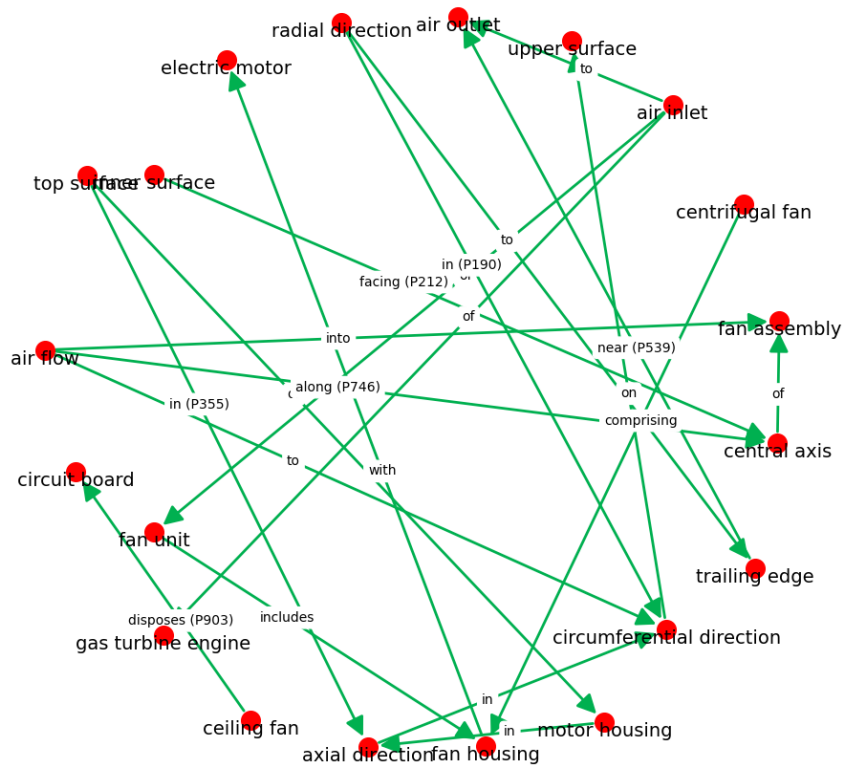 air outlet
radial direction
upper surface
electric motor
to
air inlet
top surface
inner surface
centrifugal fan
to
in (P190)
facing (P212)
of
fan assembly
into
near (P539)
air flow
along (P746)
on
of
in (P355)
comprising
central axis
to
with
circuit board
fan unit
trailing edge
includes
disposes (P903)
circumferential direction
gas turbine engine
in
ceiling fan
motor housing
in
axial direction
fan housing